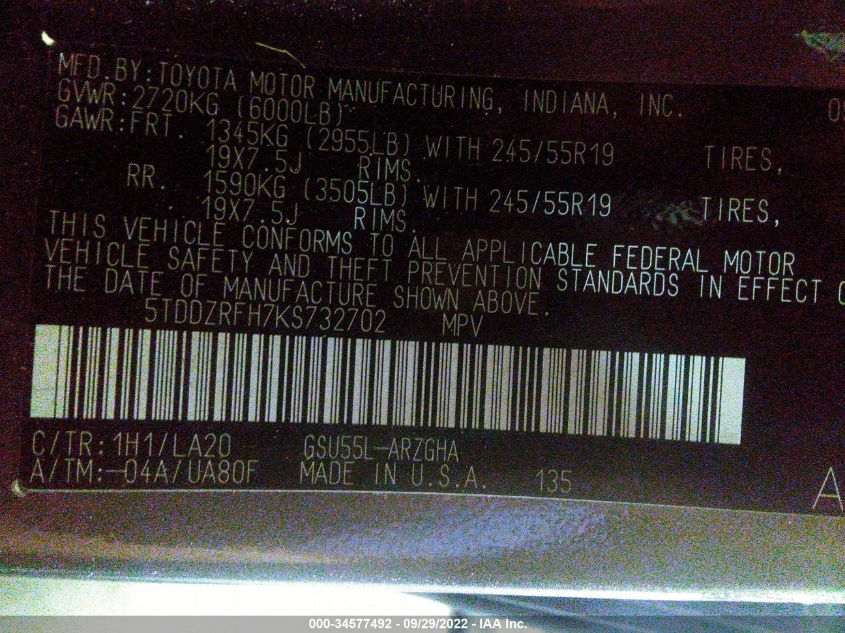 MFD.BY:TOYOTA MOTOR MANUFACTURING, INDIANA, INC. 09
GVWR:2720KG (6000LB)
GAWR:FRT. 1345KG (2955LB) WITH 245/55R19 TIRES,
19X7.5J RIMS.
RR. 1590KG (3505LB) WITH 245/55R19 TIRES,
19X7.5J RIMS.
THIS VEHICLE CONFORMS TO ALL APPLICABLE FEDERAL MOTOR
VEHICLE SAFETY AND THEFT PREVENTION STANDARDS IN EFFECT O
THE DATE OF MANUFACTURE SHOWN ABOVE.
5TDDZRFH7KS732702 MPV
C/TR:1H1/LA20 GSU55L-ARZGHA
A/TM:-04A/UA80F MADE IN U.S.A. 135
A
000-34577492 - 09/29/2022 - IAA Inc.